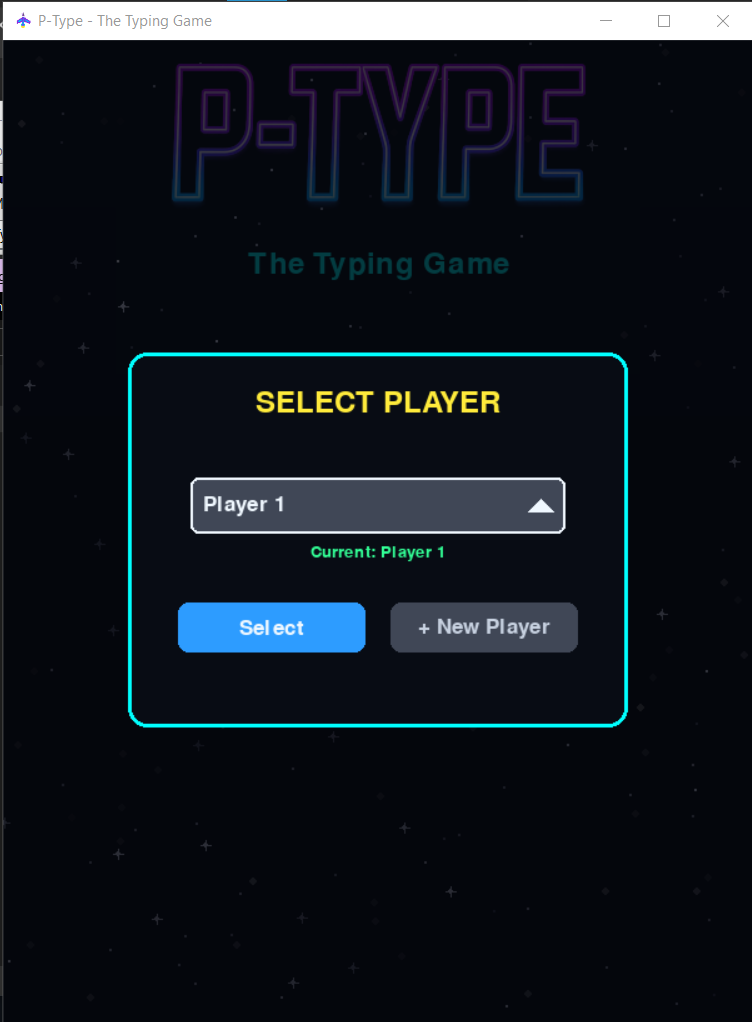 P-Type - The Typing Game
P-TYPE
The Typing Game
SELECT PLAYER
Player 1
Current: Player 1
Select
+ New Player